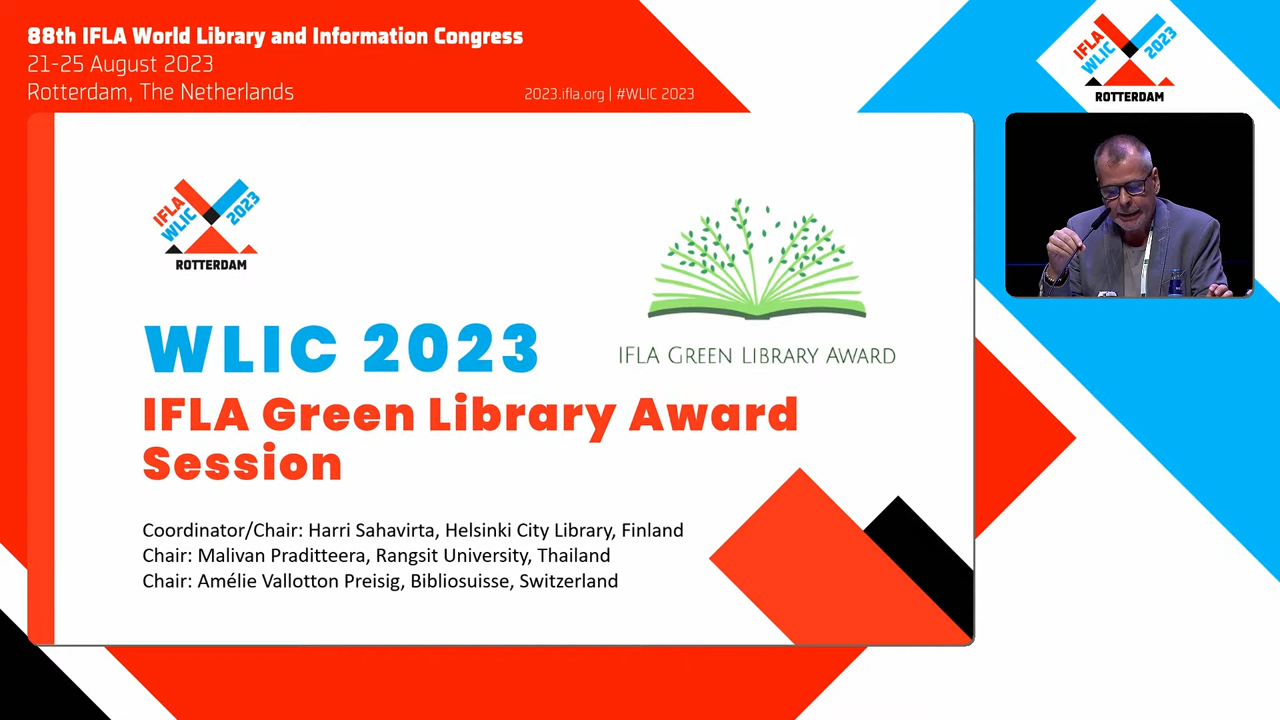 88th IFLA World Library and Information Congress
21-25 August 2023
Rotterdam, The Netherlands
2023.ifla.org | #WLIC 2023
IFLA
WLIC
2023
ROTTERDAM
IFLA
WLIC
2023
ROTTERDAM
IFLA GREEN LIBRARY AWARD
WLIC 2023
IFLA Green Library Award
Session
Coordinator/Chair: Harri Sahavirta, Helsinki City Library, Finland
Chair: Malivan Praditteera, Rangsit University, Thailand
Chair: Amélie Vallotton Preisig, Bibliosuisse, Switzerland